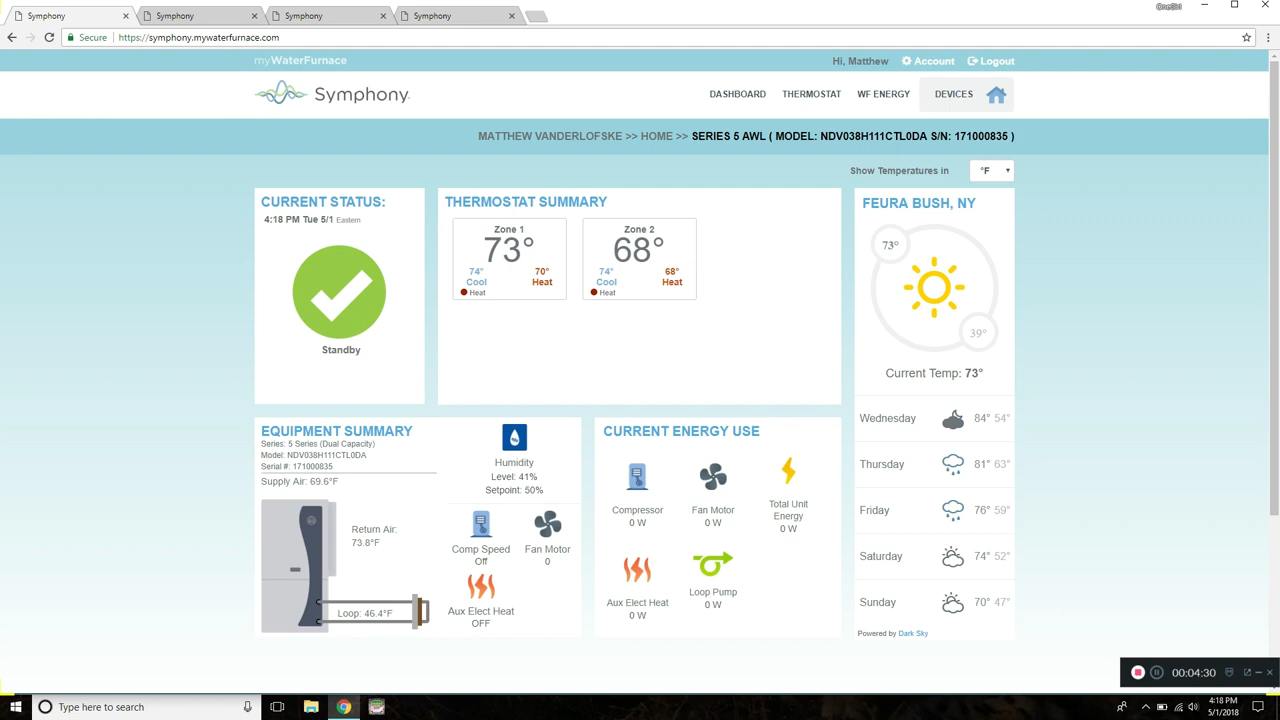 Symphony
Symphony
Symphony
Symphony
Secure
https://symphony.mywaterfurnace.com
myWaterFurnace
Hi, Matthew
Account
Logout
Symphony
DASHBOARD
THERMOSTAT
WF ENERGY
DEVICES
MATTHEW VANDERLOFSKE >> HOME >> SERIES 5 AWL ( MODEL: NDV038H111CTL0DA S/N: 171000835 )
Show Temperatures in
°F
CURRENT STATUS:
4:18 PM Tue 5/1 Eastern
Standby
THERMOSTAT SUMMARY
Zone 1
73°
74°
Cool
70°
Heat
Heat
Zone 2
68°
74°
Cool
68°
Heat
Heat
FEURA BUSH, NY
73°
39°
Current Temp: 73°
Wednesday 84° 54°
Thursday 81° 63°
Friday 76° 59°
Saturday 74° 52°
Sunday 70° 47°
Powered by Dark Sky
EQUIPMENT SUMMARY
Series: 5 Series (Dual Capacity)
Model: NDV038H111CTL0DA
Serial #: 171000835
Supply Air: 69.6°F
Return Air:
73.8°F
Loop: 46.4°F
Humidity
Level: 41%
Setpoint: 50%
Comp Speed
Off
Fan Motor
0
Aux Elect Heat
OFF
CURRENT ENERGY USE
Compressor
0 W
Fan Motor
0 W
Total Unit
Energy
0 W
Aux Elect Heat
0 W
Loop Pump
0 W
00:04:30
Type here to search
4:18 PM
5/1/2018